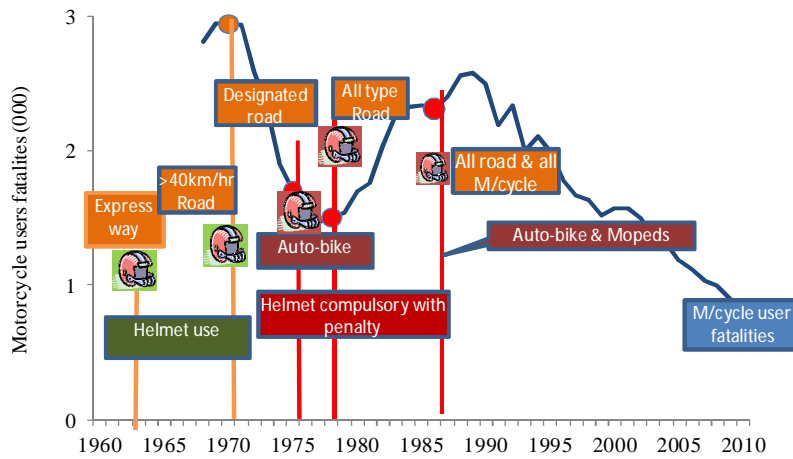 Motorcycle users fatalites (000)
3
2
1
0
Designated
road
All type
Road
>40km/hr
Road
All road & all
M/cycle
Express
way
Auto-bike
Auto-bike & Mopeds
Helmet use
Helmet compulsory with
penalty
M/cycle user
fatalities
1960 1965 1970 1975 1980 1985 1990 1995 2000 2005 2010